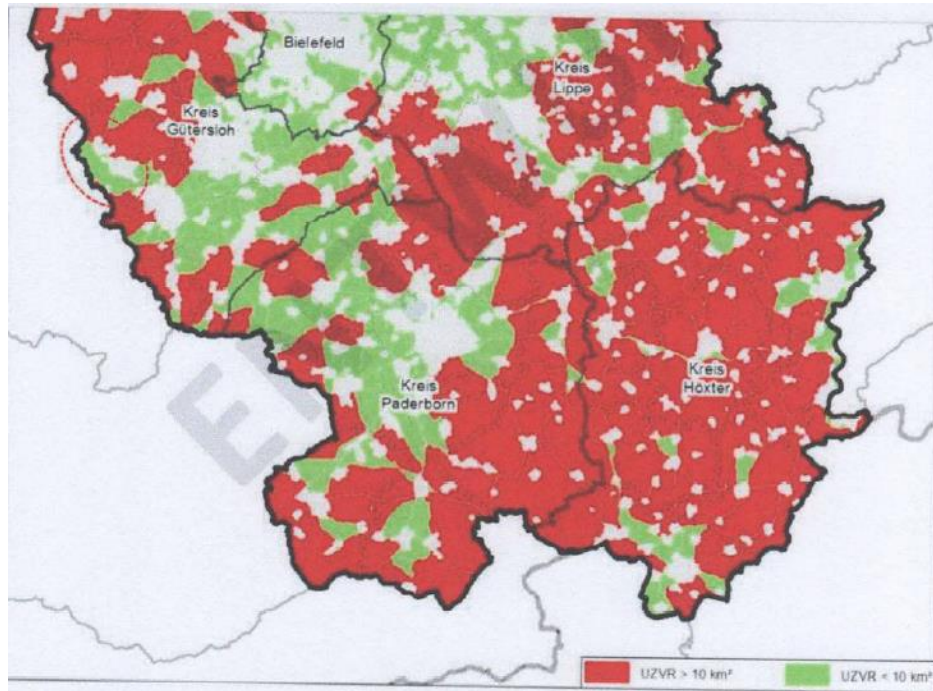 Bielefeld
Kreis
Lippe
Kreis
Gütersloh
Kreis
Paderborn
Kreis
Höxter
UZVR > 10 km²
UZVR < 10 km²